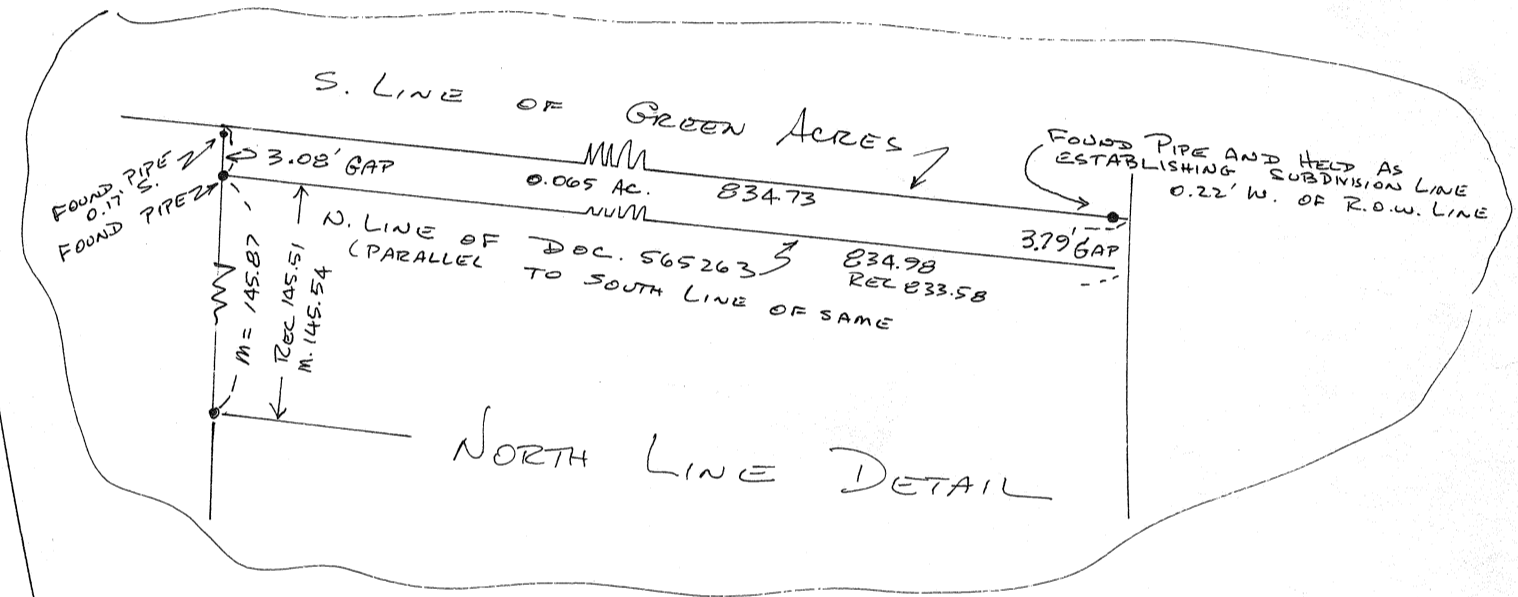 S. LINE OF GREEN ACRES
FOUND PIPE
0.17' S.
FOUND PIPE
3.08' GAP
0.065 AC.
834.73
FOUND PIPE AND HELD AS
ESTABLISHING SUBDIVISION LINE
0.22' W. OF R.O.W. LINE
3.79' GAP
N. LINE OF DOC. 565263
(PARALLEL TO SOUTH LINE OF SAME
834.98
REC 833.58
M= 145.87
REC 145.51
M. 145.54
NORTH LINE DETAIL